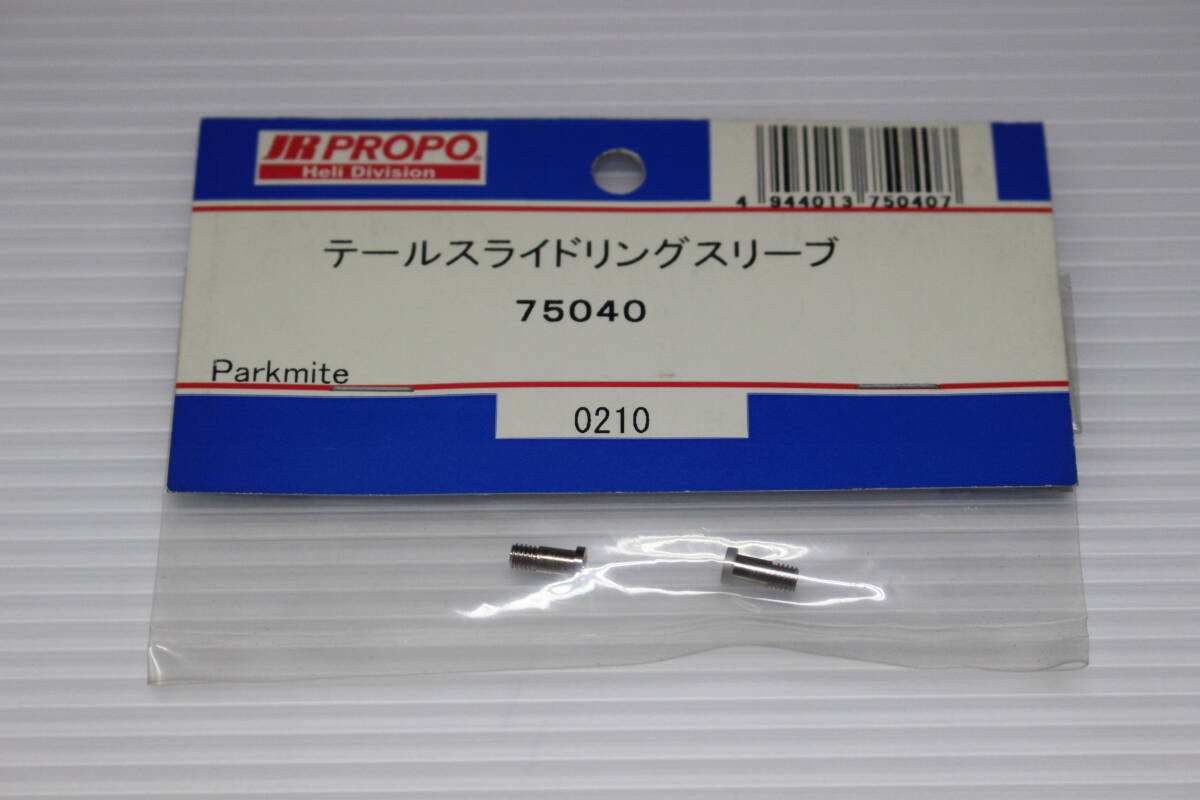 JR PROPO®
Heli Division
4 944013 750407
テールスライドリングスリーブ
75040
Parkmite
0210